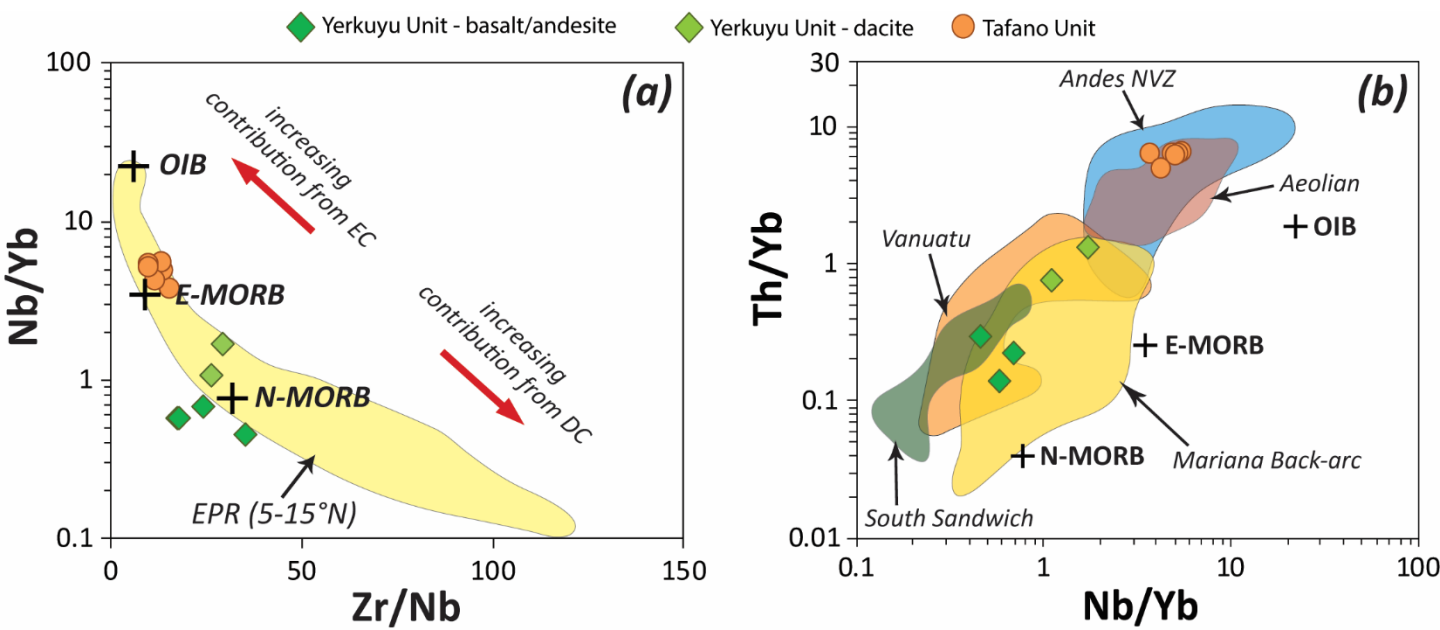 Yerkuyu Unit - basalt/andesite
Yerkuyu Unit - dacite
Tafano Unit
(a)
100
10
1
0.1
Nb/Yb
0
50
100
150
Zr/Nb
OIB
E-MORB
N-MORB
increasing
contribution from EC
increasing
contribution from DC
EPR (5-15°N)
(b)
30
10
1
0.1
0.01
Th/Yb
0.1
1
10
100
Nb/Yb
Andes NVZ
Aeolian
OIB
Vanuatu
E-MORB
N-MORB
Mariana Back-arc
South Sandwich